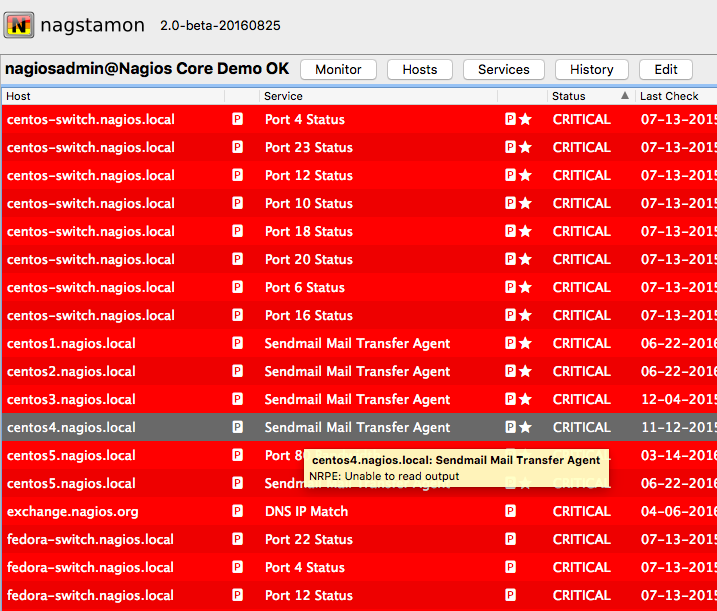 N nagstamon 2.0-beta-20160825
nagiosadmin@Nagios Core Demo OK Monitor Hosts Services History Edit
Host Service Status Last Check
centos-switch.nagios.local P Port 4 Status P CRITICAL 07-13-2015
centos-switch.nagios.local P Port 23 Status P CRITICAL 07-13-2015
centos-switch.nagios.local P Port 12 Status P CRITICAL 07-13-2015
centos-switch.nagios.local P Port 10 Status P CRITICAL 07-13-2015
centos-switch.nagios.local P Port 18 Status P CRITICAL 07-13-2015
centos-switch.nagios.local P Port 20 Status P CRITICAL 07-13-2015
centos-switch.nagios.local P Port 6 Status P CRITICAL 07-13-2015
centos-switch.nagios.local P Port 16 Status P CRITICAL 07-13-2015
centos1.nagios.local P Sendmail Mail Transfer Agent P CRITICAL 06-22-2016
centos2.nagios.local P Sendmail Mail Transfer Agent P CRITICAL 06-22-2016
centos3.nagios.local P Sendmail Mail Transfer Agent P CRITICAL 12-04-2015
centos4.nagios.local P Sendmail Mail Transfer Agent P CRITICAL 11-12-2015
centos5.nagios.local P Port CRITICAL 03-14-2016
centos4.nagios.local: Sendmail Mail Transfer Agent
NRPE: Unable to read output
centos5.nagios.local P P CRITICAL 06-22-2016
exchange.nagios.org P DNS IP Match P CRITICAL 04-06-2016
fedora-switch.nagios.local P Port 22 Status P CRITICAL 07-13-2015
fedora-switch.nagios.local P Port 4 Status P CRITICAL 07-13-2015
fedora-switch.nagios.local P Port 12 Status P CRITICAL 07-13-2015